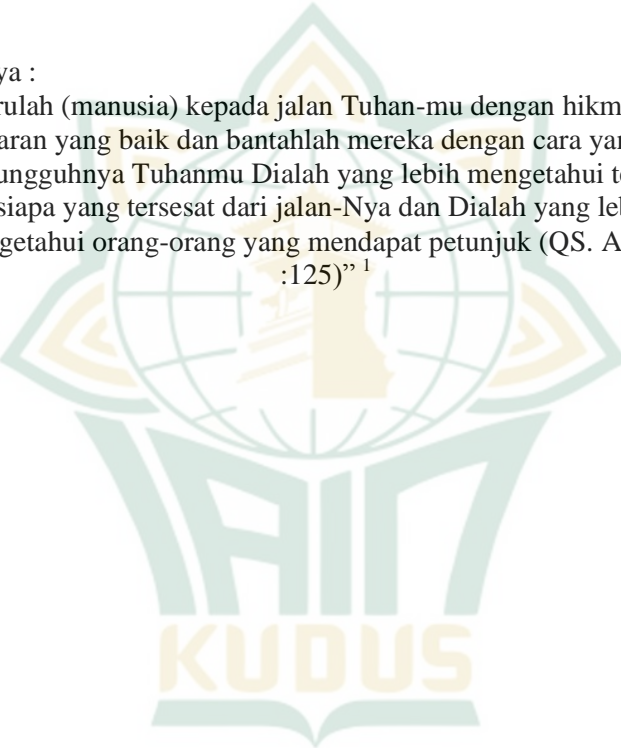 ya :
rulah (manusia) kepada jalan Tuhan-mu dengan hikm
aran yang baik dan bantahlah mereka dengan cara yan
ungguhnya Tuhanmu Dialah yang lebih mengetahui te
siapa yang tersesat dari jalan-Nya dan Dialah yang leb
getahui orang-orang yang mendapat petunjuk (QS. A
:125)” 1
IAIN
KUDUS